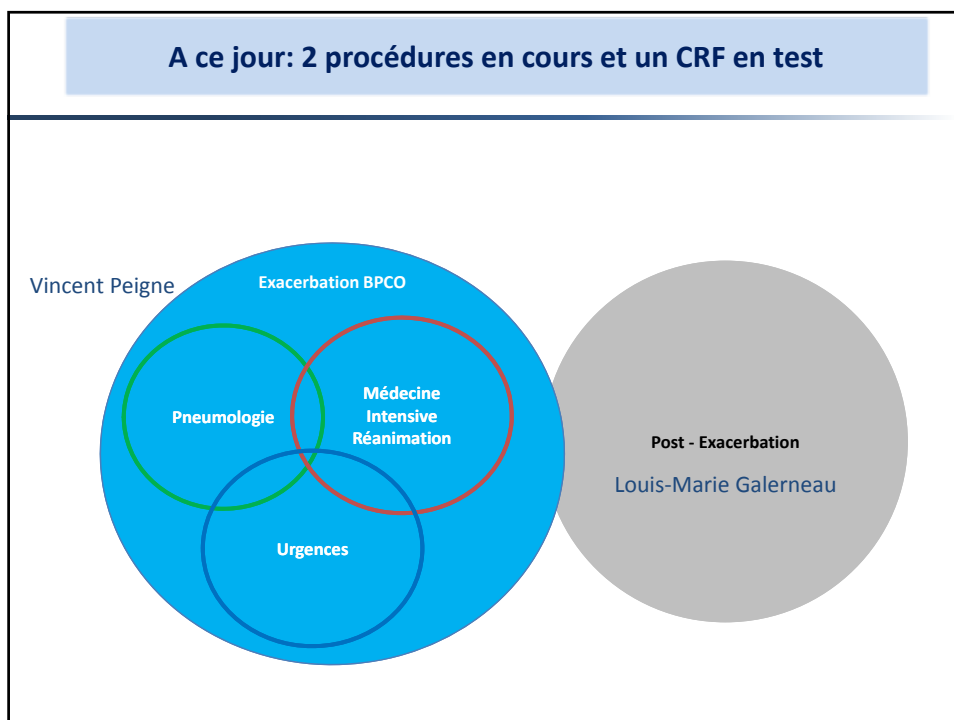 A ce jour: 2 procédures en cours et un CRF en test
Vincent Peigne
Exacerbation BPCO
Pneumologie
Médecine
Intensive
Réanimation
Urgences
Post - Exacerbation
Louis-Marie Galerneau